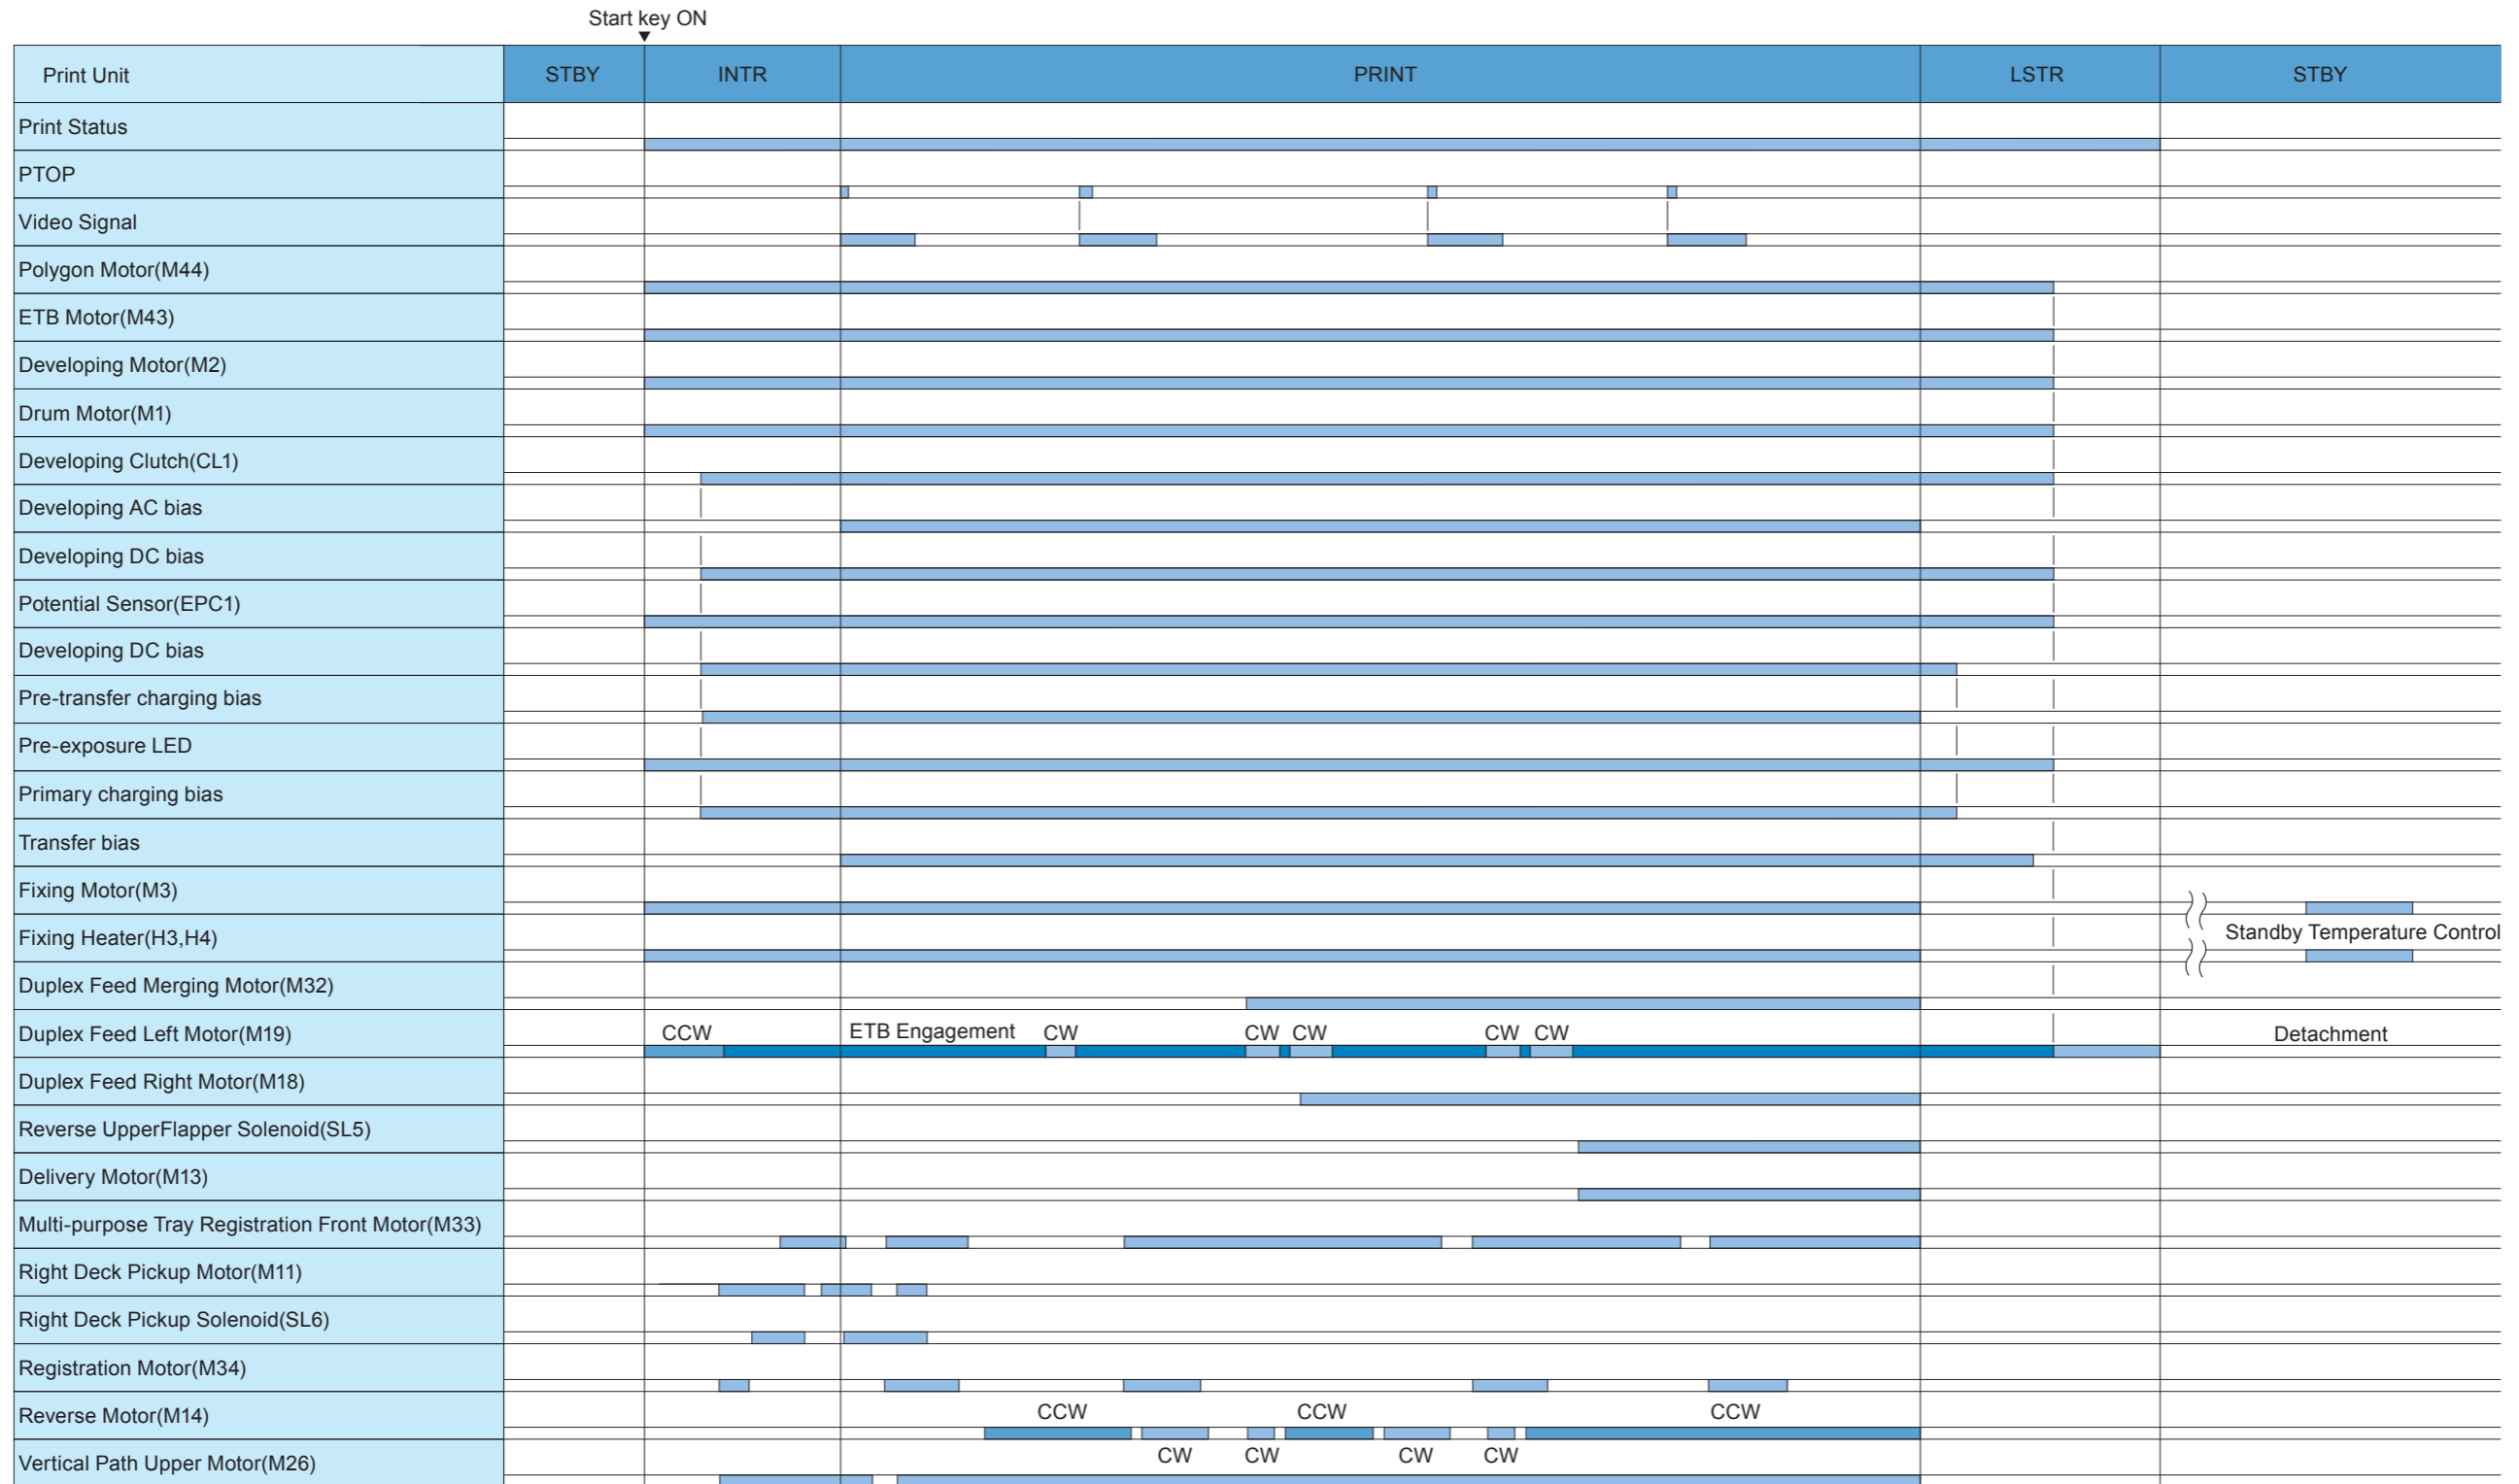 Start key ON
Print Unit STBY INTR PRINT LSTR STBY
Print Status
PTOP
Video Signal
Polygon Motor(M44)
ETB Motor(M43)
Developing Motor(M2)
Drum Motor(M1)
Developing Clutch(CL1)
Developing AC bias
Developing DC bias
Potential Sensor(EPC1)
Developing DC bias
Pre-transfer charging bias
Pre-exposure LED
Primary charging bias
Transfer bias
Fixing Motor(M3)
Fixing Heater(H3,H4) Standby Temperature Control
Duplex Feed Merging Motor(M32)
Duplex Feed Left Motor(M19) CCW ETB Engagement CW CW CW CW CW Detachment
Duplex Feed Right Motor(M18)
Reverse UpperFlapper Solenoid(SL5)
Delivery Motor(M13)
Multi-purpose Tray Registration Front Motor(M33)
Right Deck Pickup Motor(M11)
Right Deck Pickup Solenoid(SL6)
Registration Motor(M34)
Reverse Motor(M14) CCW CCW CCW
CW CW CW CW
Vertical Path Upper Motor(M26)